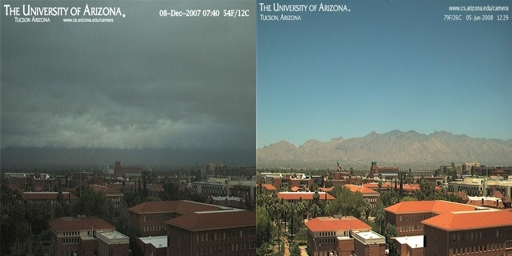 THE UNIVERSITY OF ARIZONA®
TUCSON, ARIZONA www.cs.arizona.edu/camera
08-Dec-2007 07:40 54F/12C
THE UNIVERSITY OF ARIZONA®
TUCSON, ARIZONA
www.cs.arizona.edu/camera
79F/26C 05-Jun-2008 12:29